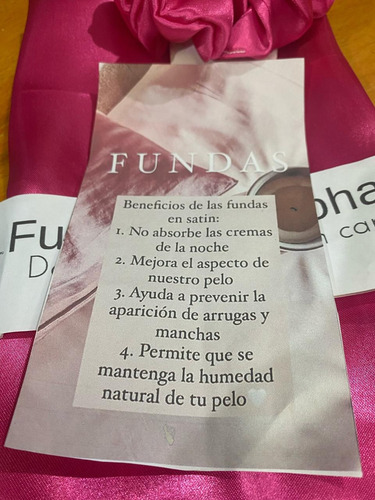 FUNDAS
Beneficios de las fundas
en satín:
1. No absorbe las cremas
de la noche
2. Mejora el aspecto de
nuestro pelo
3. Ayuda a prevenir la
aparición de arrugas y
manchas
4. Permite que se
mantenga la humedad
natural de tu pelo🤍